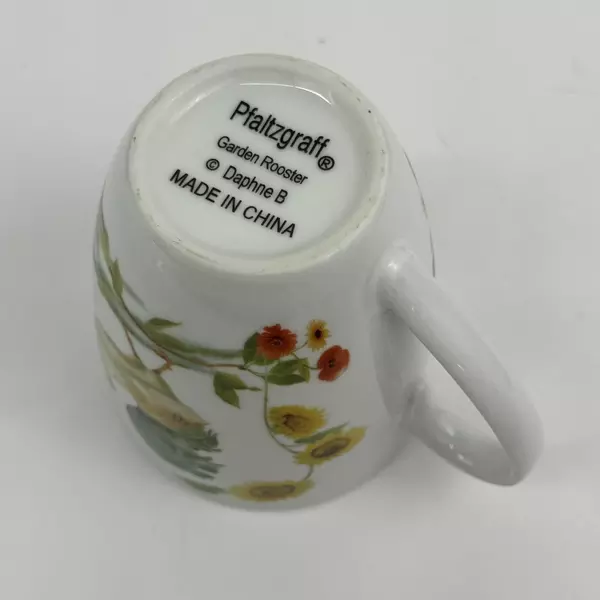 Pfaltzgraff®
Garden Rooster
© Daphne B
MADE IN CHINA